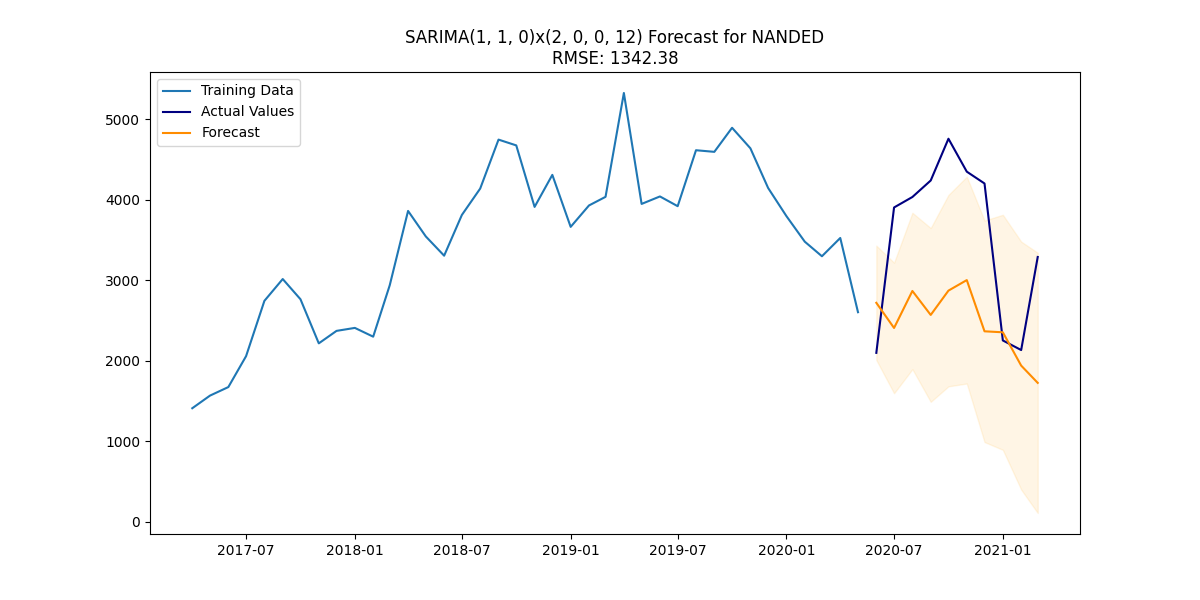 SARIMA(1, 1, 0)x(2, 0, 0, 12) Forecast for NANDED
RMSE: 1342.38
Training Data
Actual Values
Forecast
5000
4000
3000
2000
1000
0
2017-07 2018-01 2018-07 2019-01 2019-07 2020-01 2020-07 2021-01